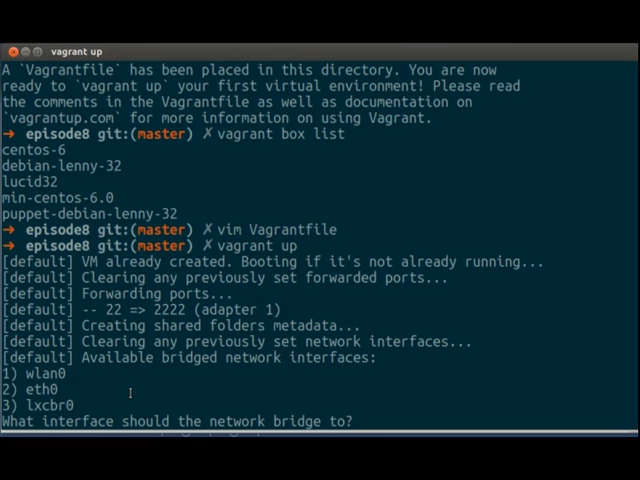 vagrant up
A `Vagrantfile` has been placed in this directory. You are now
ready to `vagrant up` your first virtual environment! Please read
the comments in the Vagrantfile as well as documentation on
`vagrantup.com` for more information on using Vagrant.
➜ episode8 git:(master) ✗ vagrant box list
centos-6
debian-lenny-32
lucid32
min-centos-6.0
puppet-debian-lenny-32
➜ episode8 git:(master) ✗ vim Vagrantfile
➜ episode8 git:(master) ✗ vagrant up
[default] VM already created. Booting if it's not already running...
[default] Clearing any previously set forwarded ports...
[default] Forwarding ports...
[default] -- 22 => 2222 (adapter 1)
[default] Creating shared folders metadata...
[default] Clearing any previously set network interfaces...
[default] Available bridged network interfaces:
1) wlan0
2) eth0
3) lxcbr0
What interface should the network bridge to?